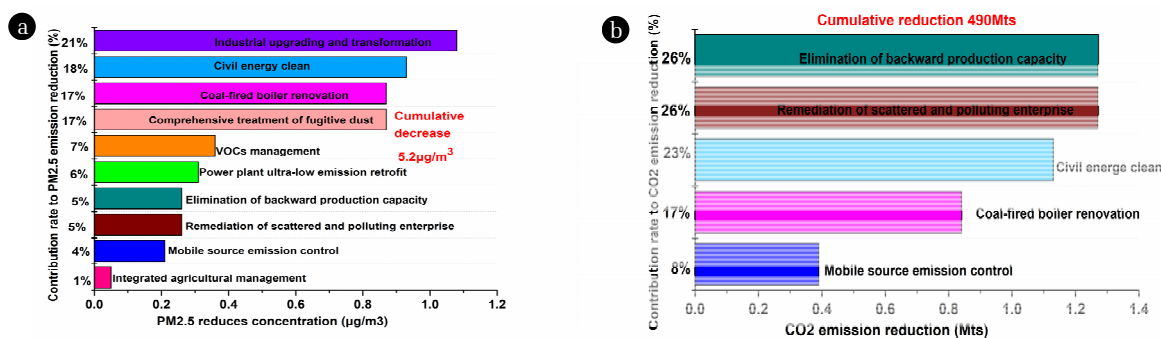 a
Contribution rate to PM2.5 emission reduction (%)
21%
Industrial upgrading and transformation
18%
Civil energy clean
17%
Coal-fired boiler renovation
17%
Comprehensive treatment of fugitive dust
Cumulative
decrease
5.2μg/m³
7%
VOCs management
6%
Power plant ultra-low emission retrofit
5%
Elimination of backward production capacity
5%
Remediation of scattered and polluting enterprise
4%
Mobile source emission control
1%
Integrated agricultural management
0.0 0.2 0.4 0.6 0.8 1.0 1.2
PM2.5 reduces concentration (μg/m3)
b
Cumulative reduction 490Mts
Contribution rate to CO2 emission reduction (%)
26%
Elimination of backward production capacity
26%
Remediation of scattered and polluting enterprise
23%
Civil energe clean
17%
Coal-fired boiler renovation
8%
Mobile source emission control
0.0 0.2 0.4 0.6 0.8 1.0 1.2 1.4
CO2 emission reduction (Mts)